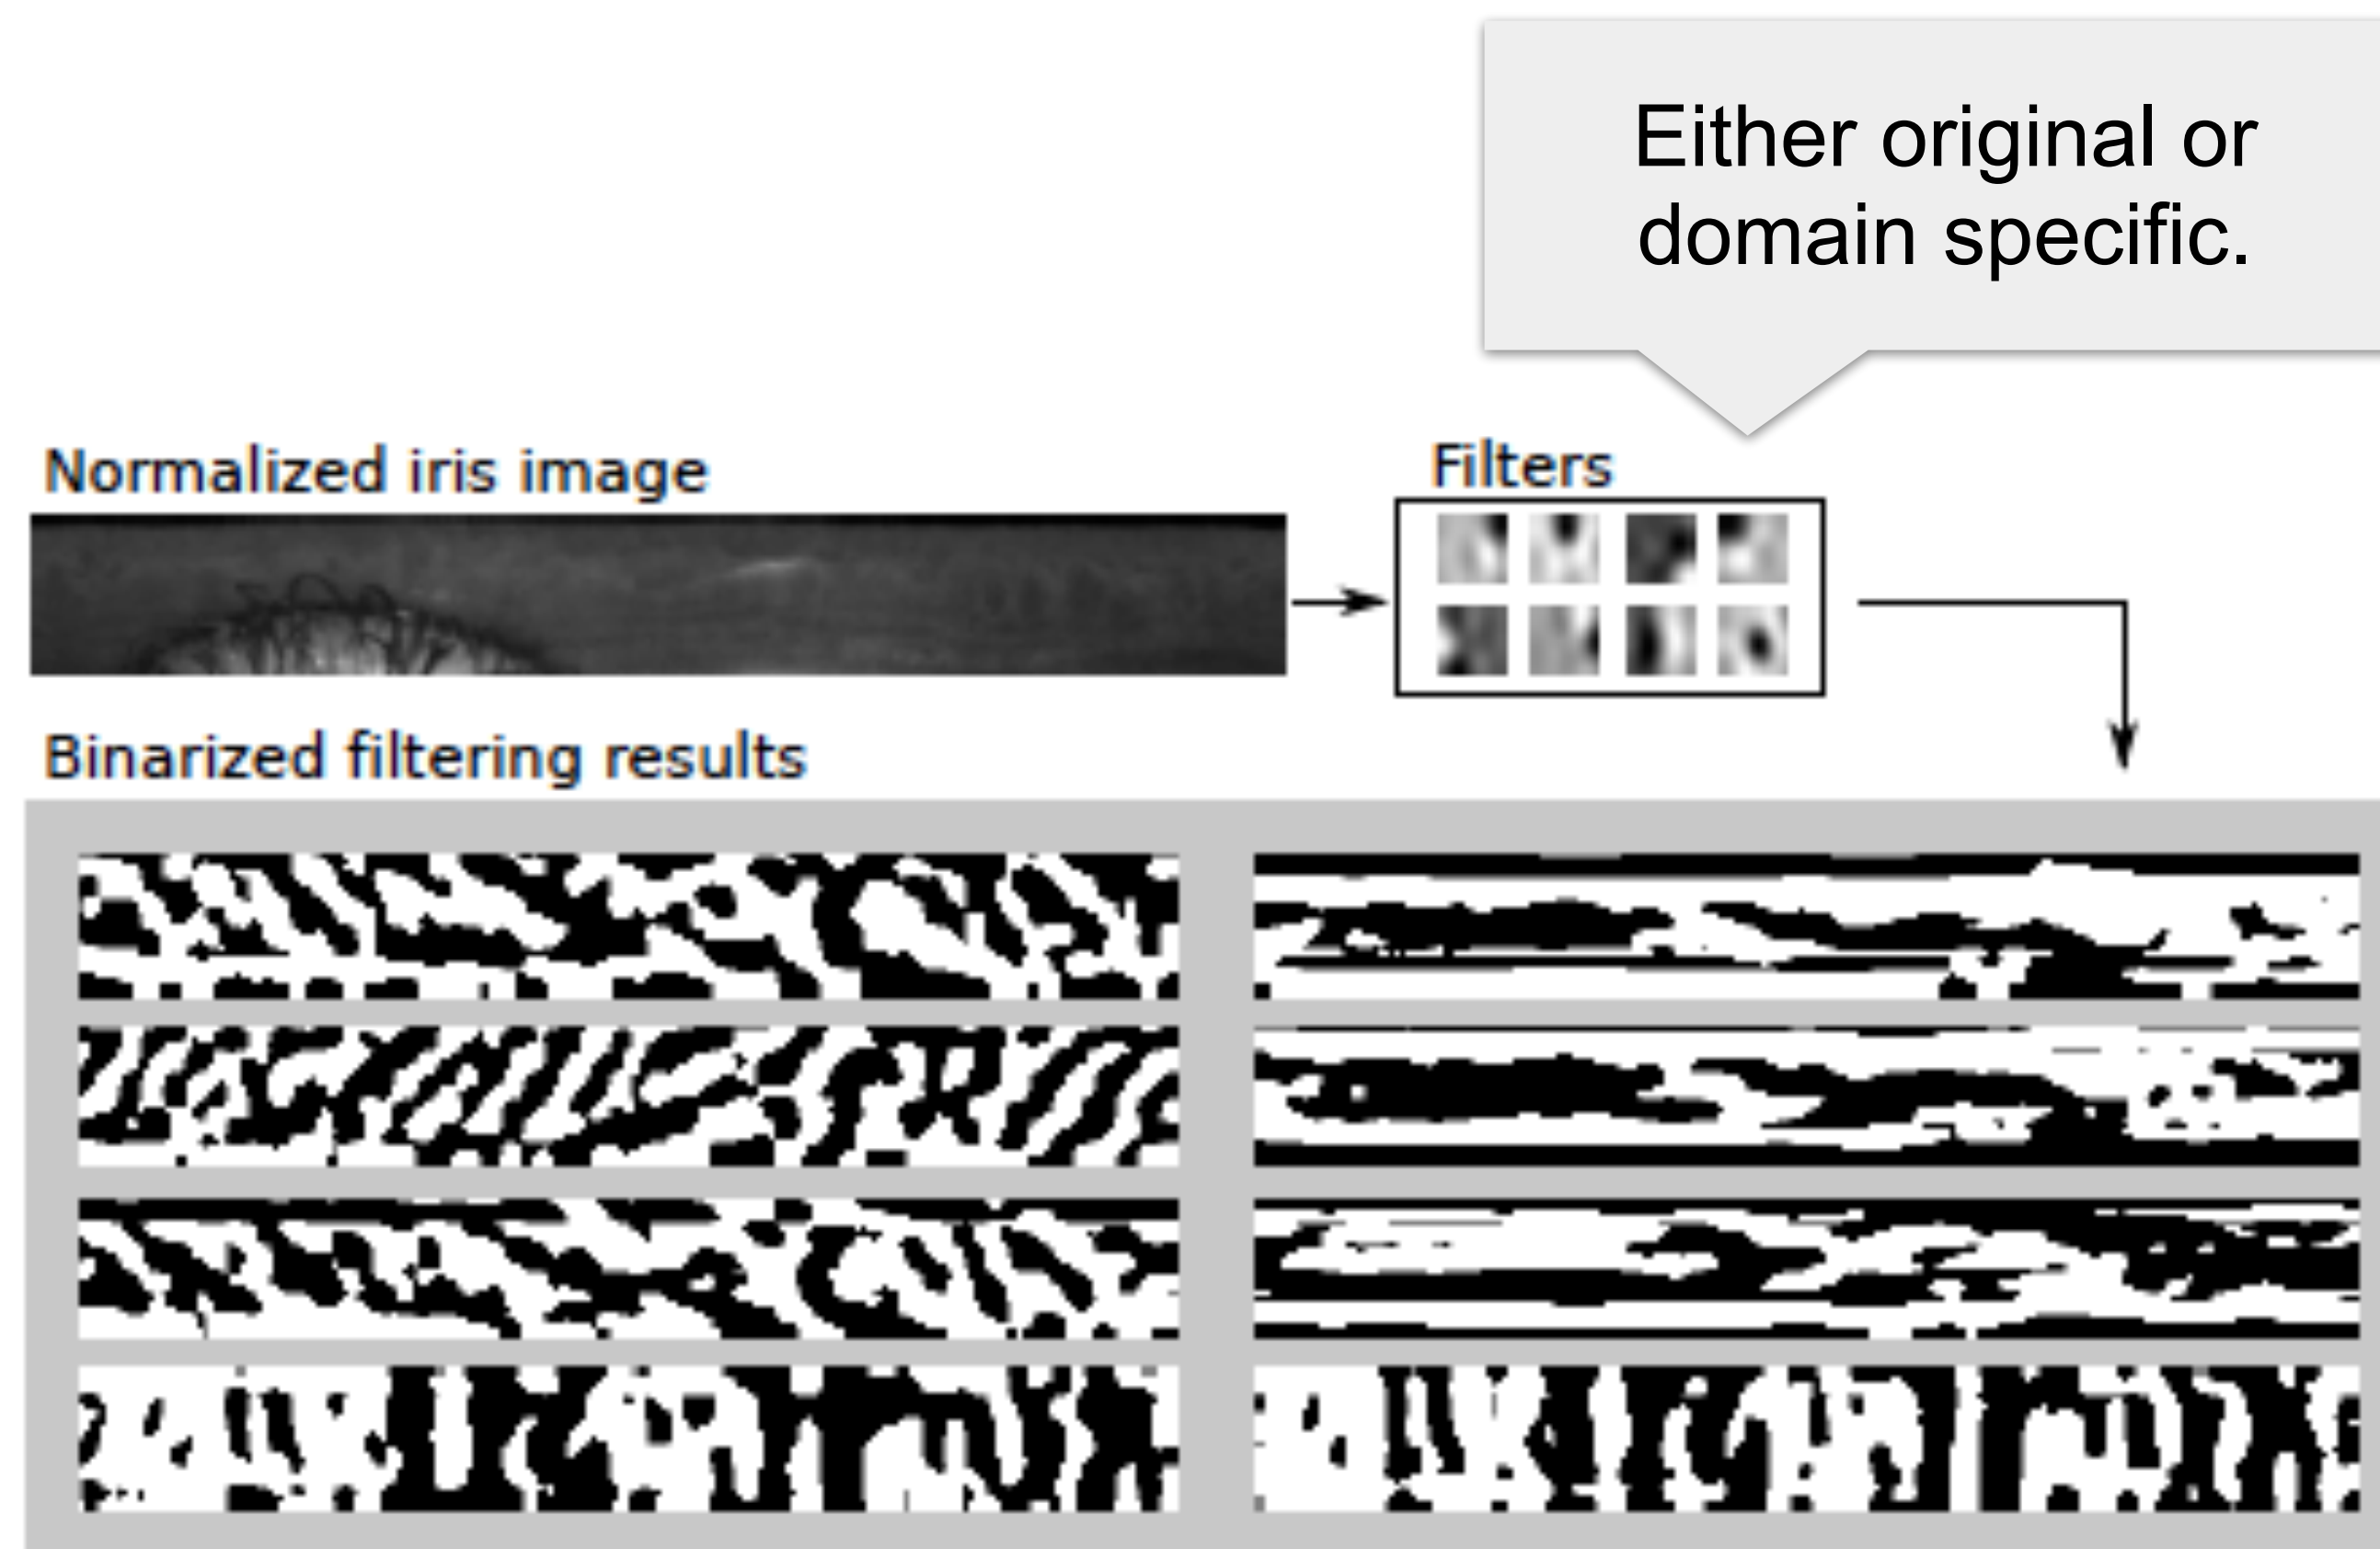 Either original or
domain specific.
Normalized iris image
Filters
Binarized filtering results